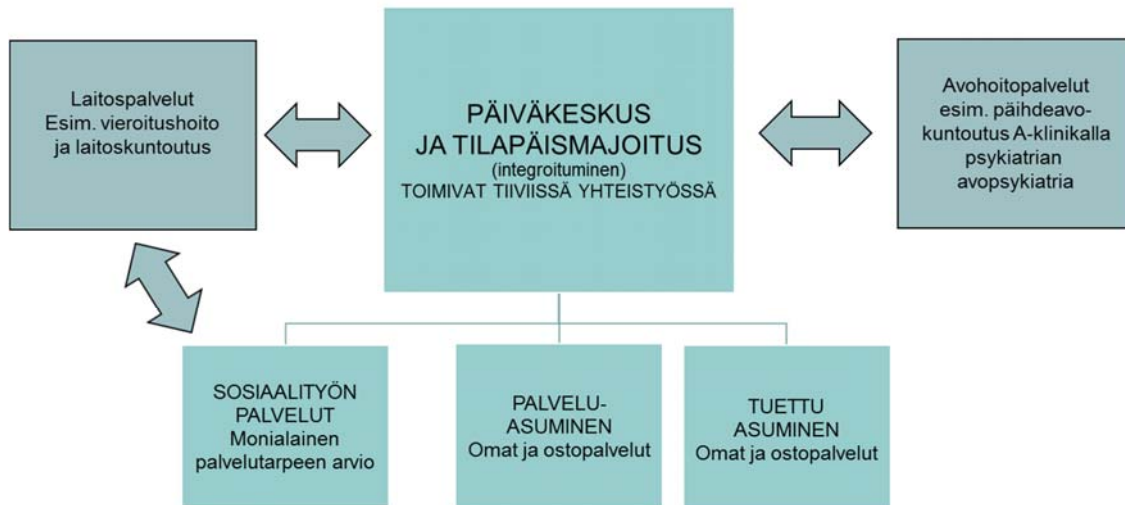 Laitospalvelut
Esim. vieroitushoito
ja laitoskuntoutus
PÄIVÄKESKUS
JA TILAPÄISMAJOITUS
(integroituminen)
TOIMIVAT TIIVIISSÄ YHTEISTYÖSSÄ
Avohoitopalvelut
esim. päihdeavo-
kuntoutus A-klinikalla
psykiatrian
avopsykiatria
SOSIAALITYÖN
PALVELUT
Monialainen
palvelutarpeen arvio
PALVELU-
ASUMINEN
Omat ja ostopalvelut
TUETTU
ASUMINEN
Omat ja ostopalvelut